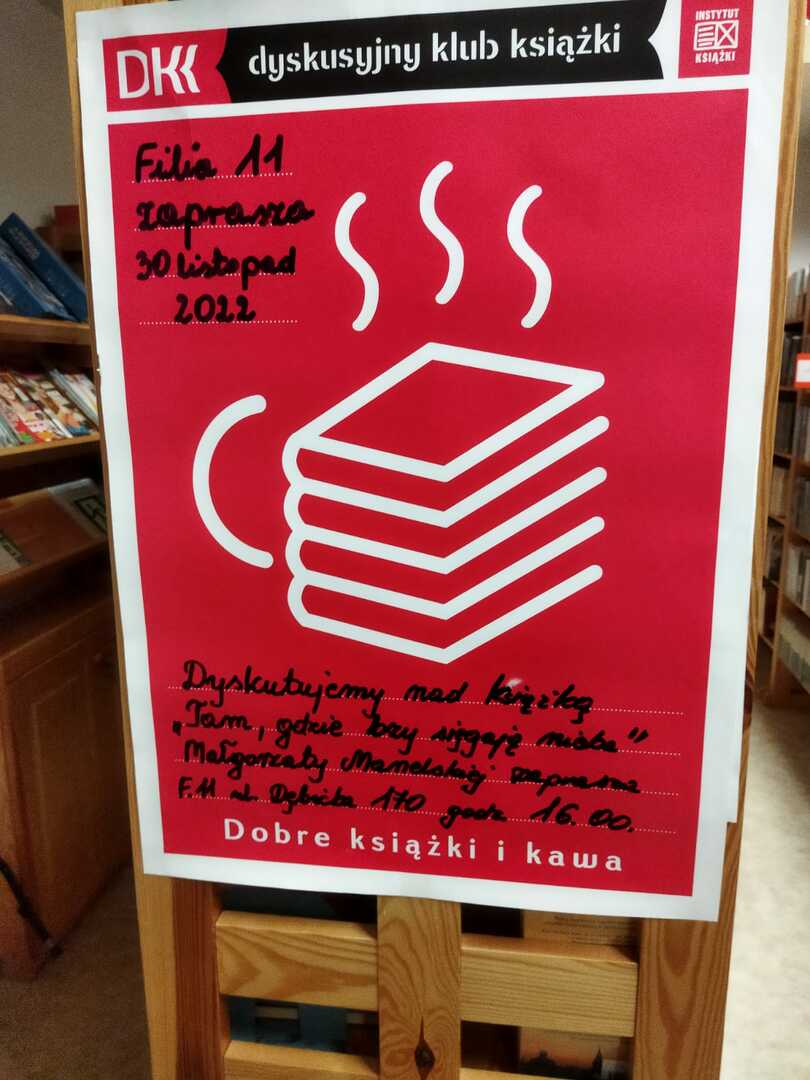 DKK
dyskusyjny klub książki
INSTYTUT
KSIĄŻKI
Filia 11
zaprasza
30 listopad
2022
Dyskutujemy nad książką
„Tam, gdzie bzy sięgają nieba”
Małgorzaty Manelskiej zaprasza
F. 11 ul. Dębicka 170 godz. 16.00.
Dobre książki i kawa